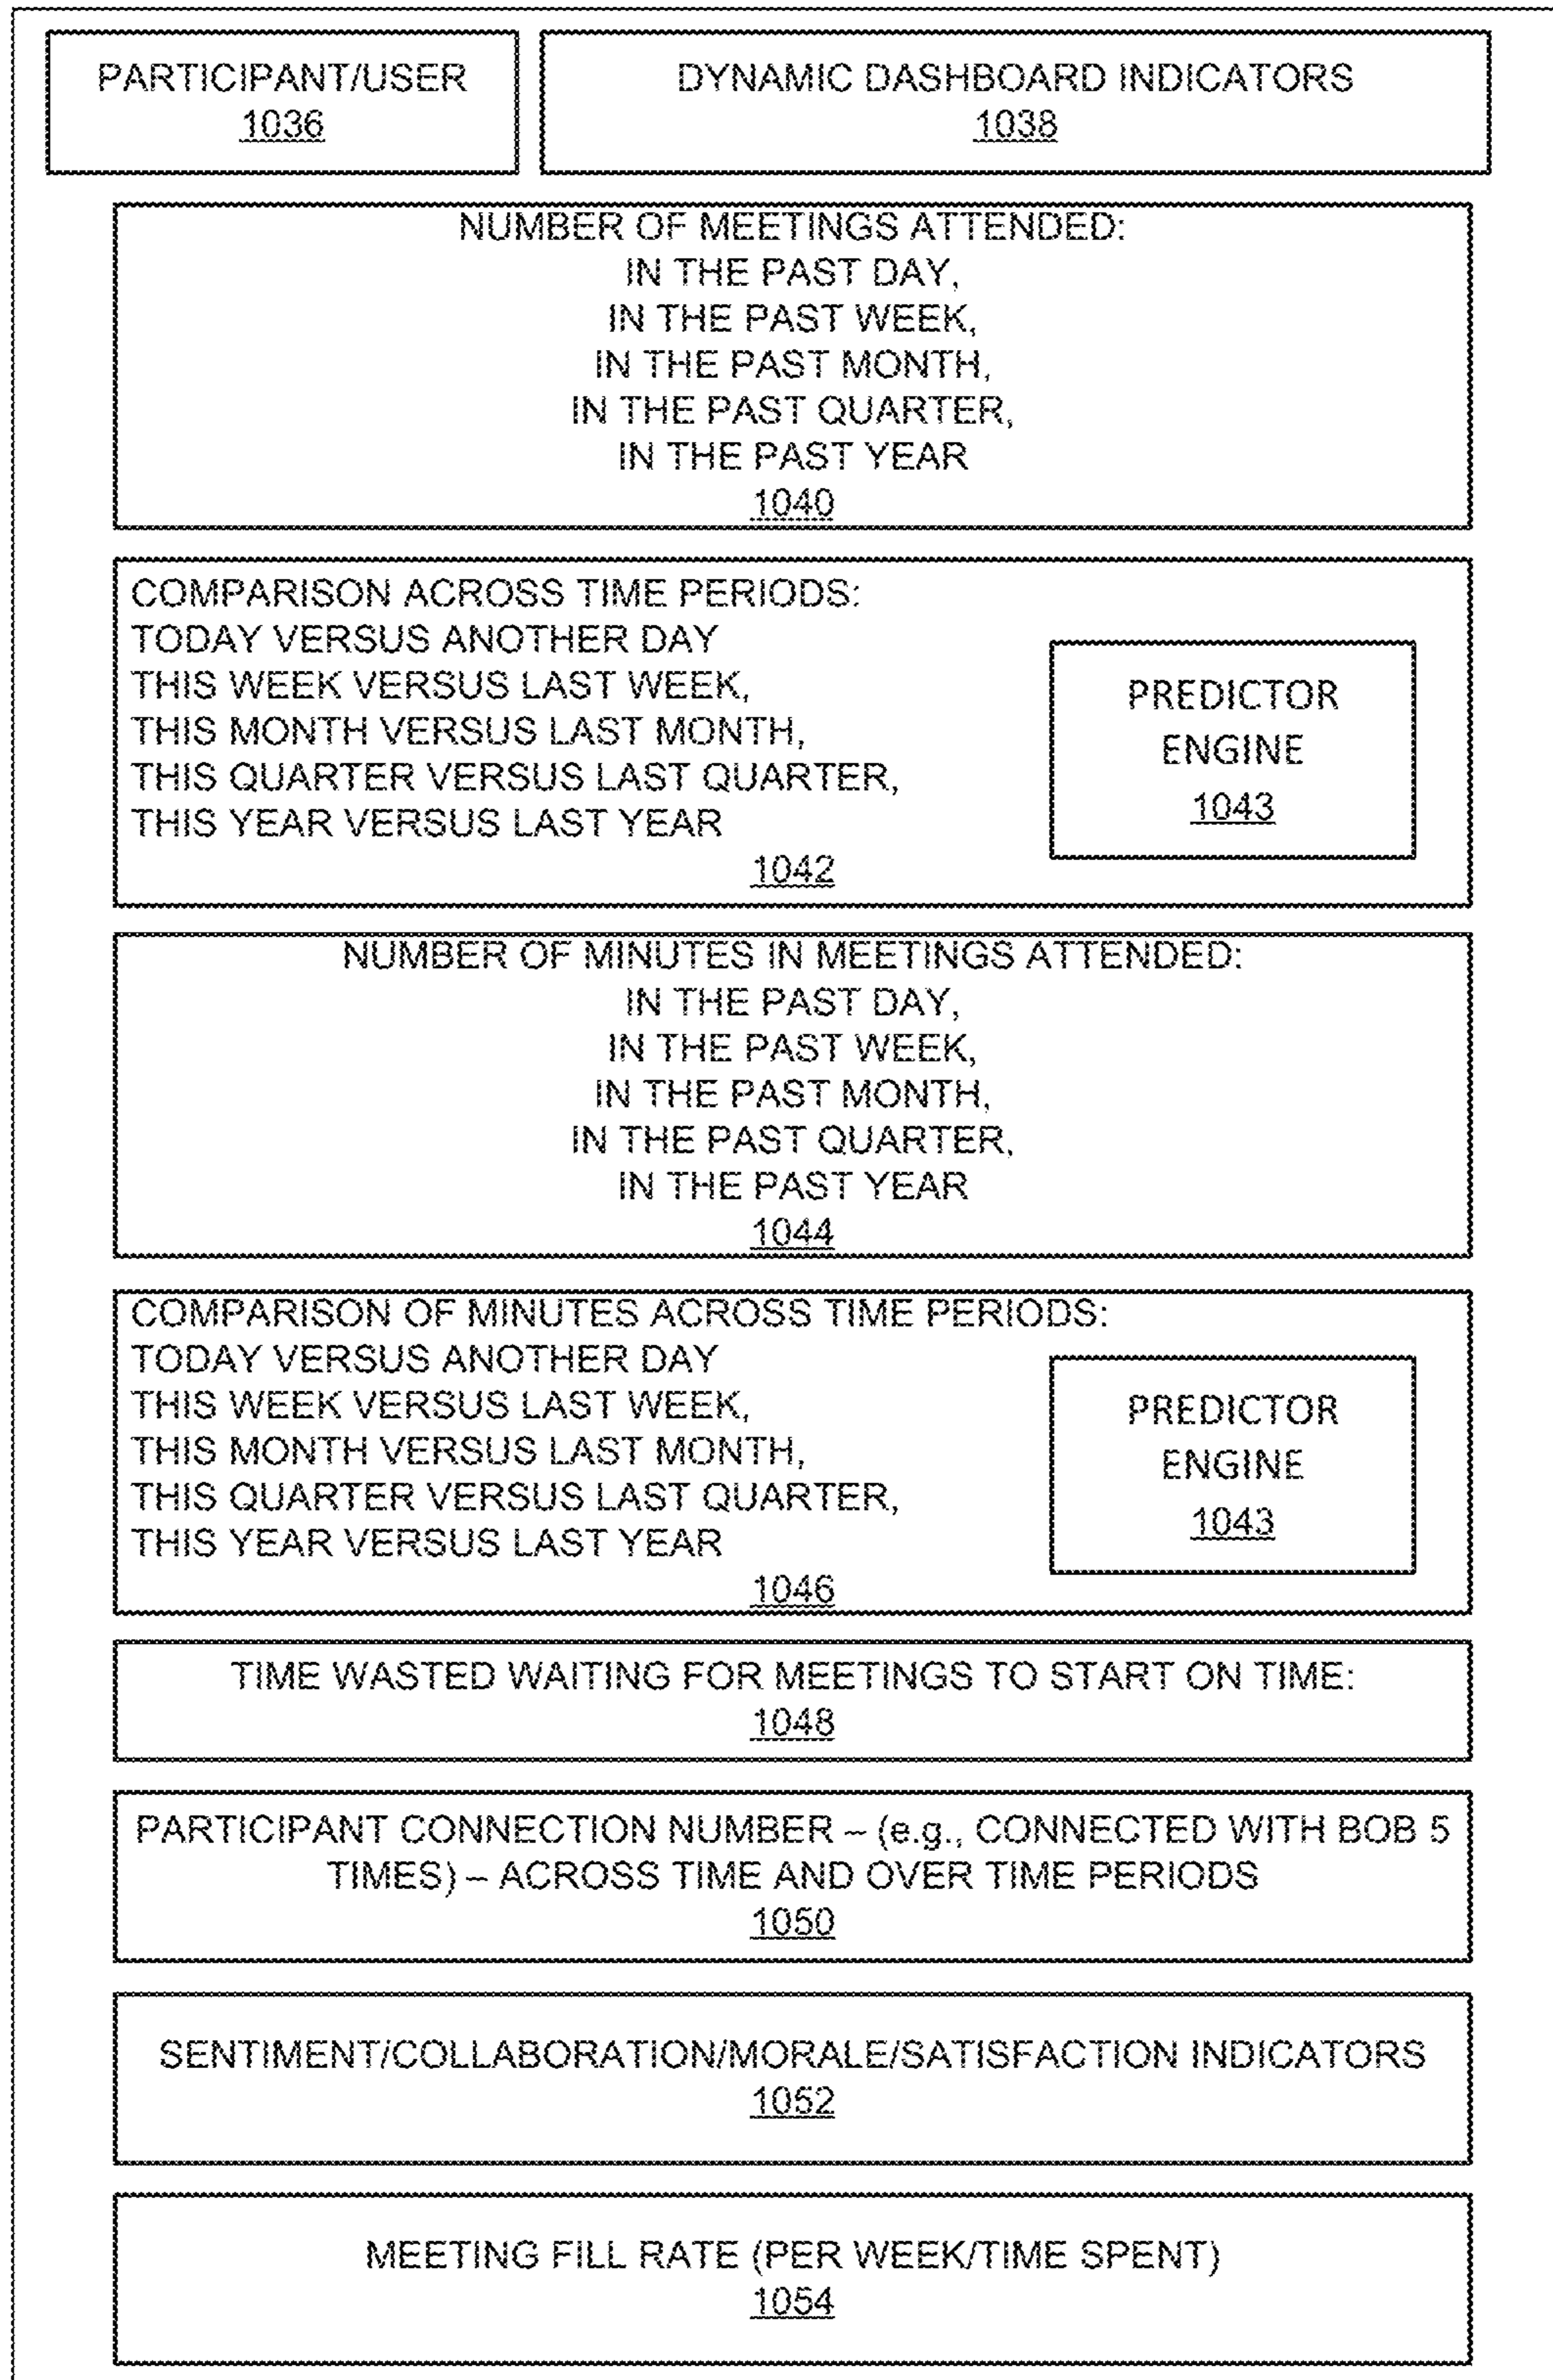 PARTICIPANT/USER
1036
DYNAMIC DASHBOARD INDICATORS
1038
NUMBER OF MEETINGS ATTENDED:
IN THE PAST DAY,
IN THE PAST WEEK,
IN THE PAST MONTH,
IN THE PAST QUARTER,
IN THE PAST YEAR
1040
COMPARISON ACROSS TIME PERIODS:
TODAY VERSUS ANOTHER DAY
THIS WEEK VERSUS LAST WEEK,
THIS MONTH VERSUS LAST MONTH,
THIS QUARTER VERSUS LAST QUARTER,
THIS YEAR VERSUS LAST YEAR
1042
PREDICTOR
ENGINE
1043
NUMBER OF MINUTES IN MEETINGS ATTENDED:
IN THE PAST DAY,
IN THE PAST WEEK,
IN THE PAST MONTH,
IN THE PAST QUARTER,
IN THE PAST YEAR
1044
COMPARISON OF MINUTES ACROSS TIME PERIODS:
TODAY VERSUS ANOTHER DAY
THIS WEEK VERSUS LAST WEEK,
THIS MONTH VERSUS LAST MONTH,
THIS QUARTER VERSUS LAST QUARTER,
THIS YEAR VERSUS LAST YEAR
1046
PREDICTOR
ENGINE
1043
TIME WASTED WAITING FOR MEETINGS TO START ON TIME:
1048
PARTICIPANT CONNECTION NUMBER – (e.g., CONNECTED WITH BOB 5
TIMES) – ACROSS TIME AND OVER TIME PERIODS
1050
SENTIMENT/COLLABORATION/MORALE/SATISFACTION INDICATORS
1052
MEETING FILL RATE (PER WEEK/TIME SPENT)
1054